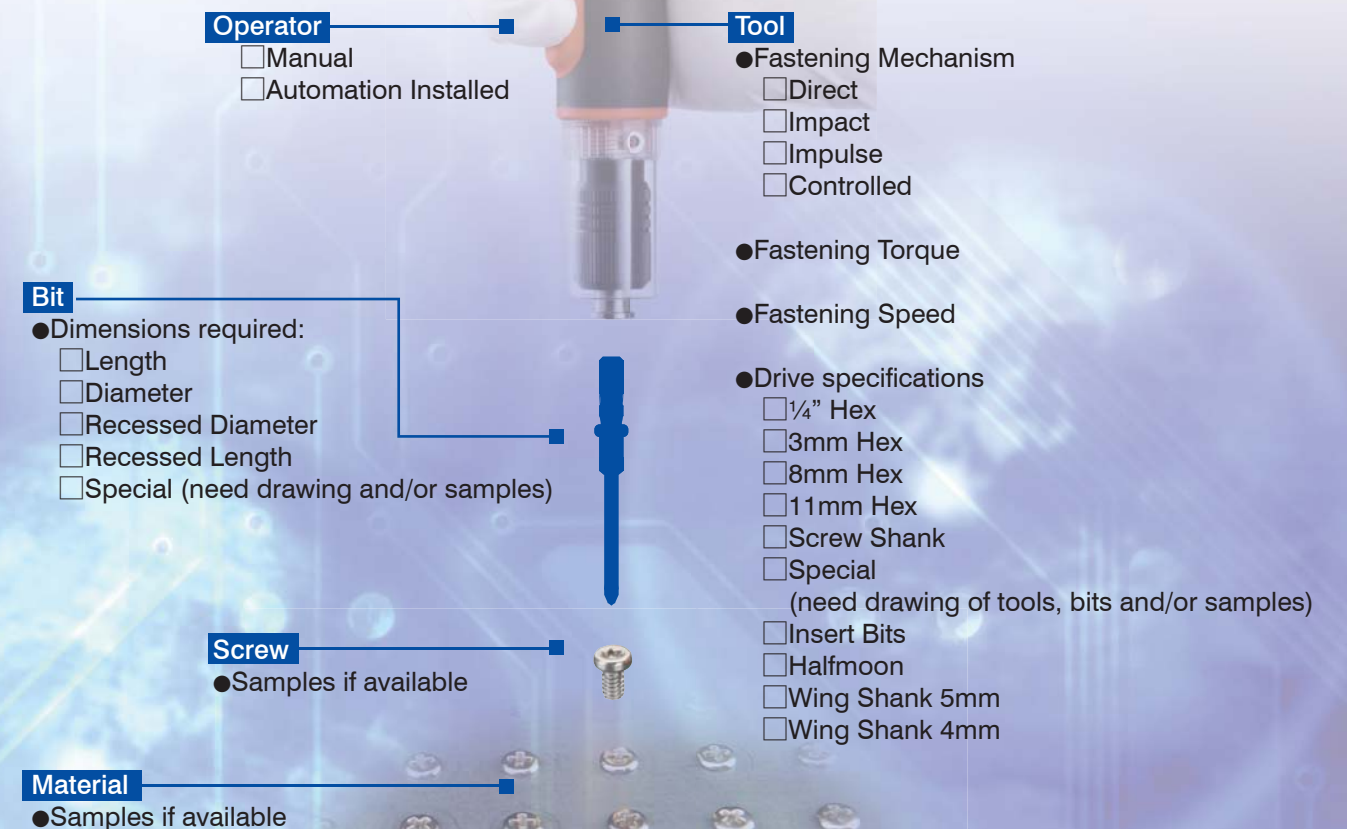 Operator
□Manual
□Automation Installed
Tool
●Fastening Mechanism
□Direct
□Impact
□Impulse
□Controlled
●Fastening Torque
●Fastening Speed
●Drive specifications
□¼” Hex
□3mm Hex
□8mm Hex
□11mm Hex
□Screw Shank
□Special
(need drawing of tools, bits and/or samples)
□Insert Bits
□Halfmoon
□Wing Shank 5mm
□Wing Shank 4mm
Bit
●Dimensions required:
□Length
□Diameter
□Recessed Diameter
□Recessed Length
□Special (need drawing and/or samples)
Screw
●Samples if available
Material
●Samples if available